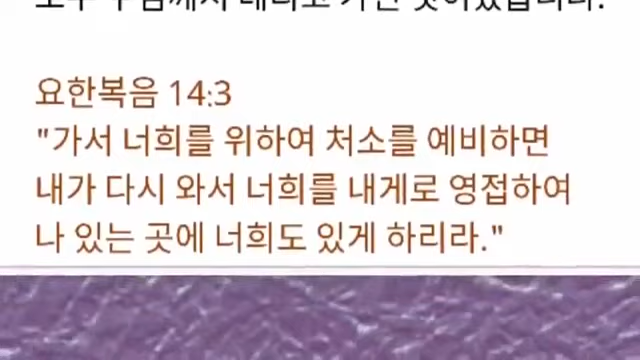 요한복음 14:3
"가서 너희를 위하여 처소를 예비하면
내가 다시 와서 너희를 내게로 영접하여
나 있는 곳에 너희도 있게 하리라."